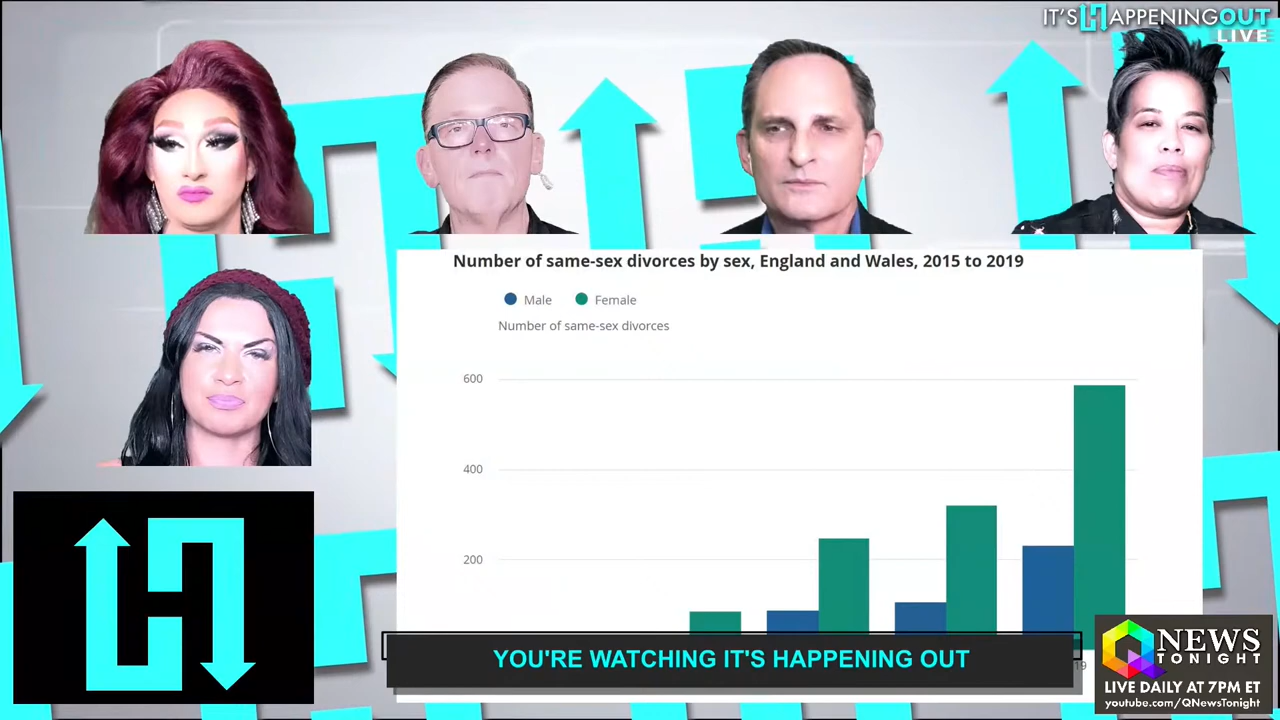 IT'S HAPPENINGOUT
LIVE
Number of same-sex divorces by sex, England and Wales, 2015 to 2019
Male Female
Number of same-sex divorces
600
400
200
19
YOU'RE WATCHING IT'S HAPPENING OUT
H
Q NEWS
TONIGHT
LIVE DAILY AT 7PM ET
youtube.com/QNewsTonight